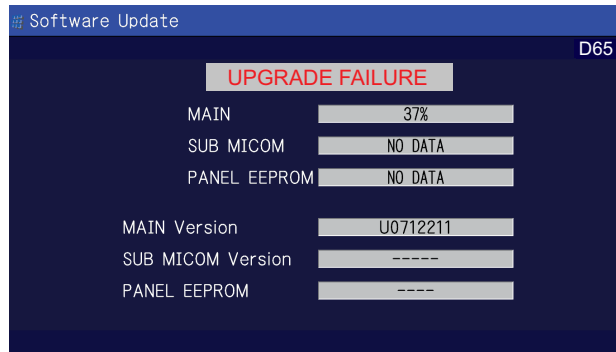 Software Update
D65
UPGRADE FAILURE
MAIN 37%
SUB MICOM NO DATA
PANEL EEPROM NO DATA
MAIN Version U0712211
SUB MICOM Version -----
PANEL EEPROM ----